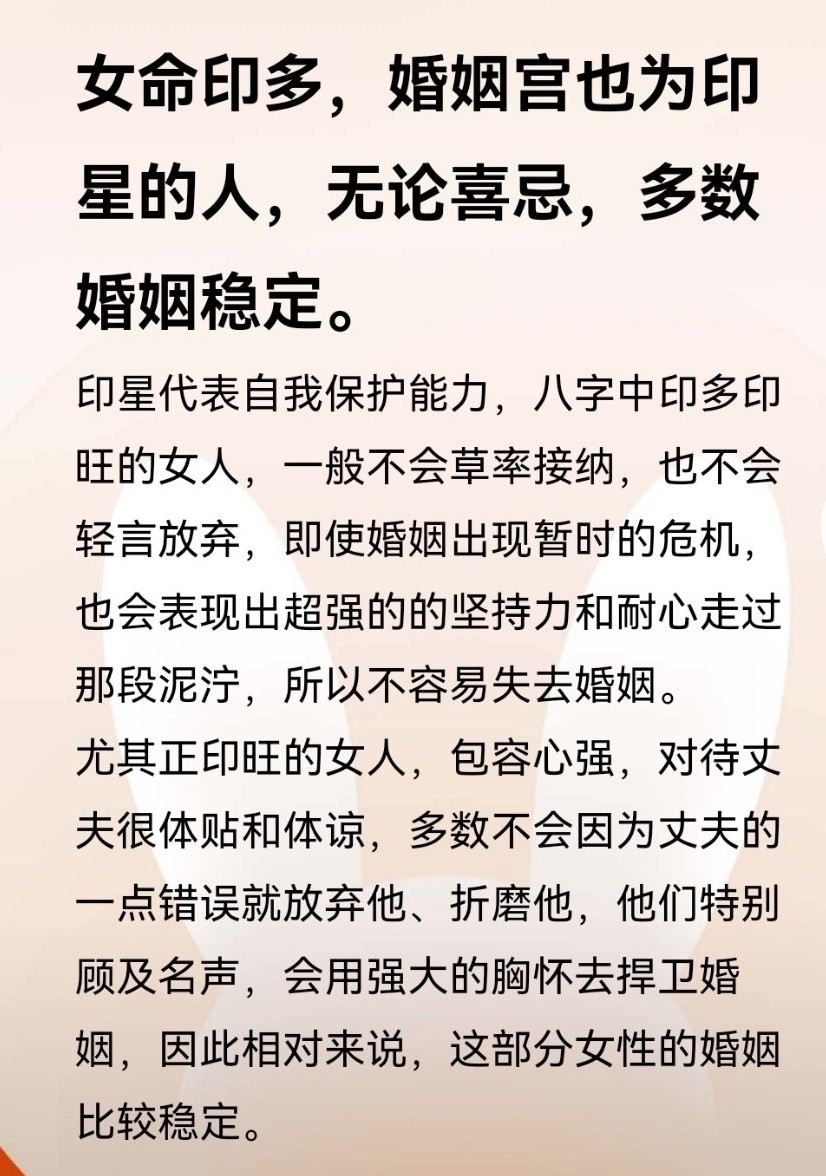 女命印多，婚姻宫也为印
星的人，无论喜忌，多数
婚姻稳定。
印星代表自我保护能力，八字中印多印
旺的女人，一般不会草率接纳，也不会
轻言放弃，即使婚姻出现暂时的危机，
也会表现出超强的的坚持力和耐心走过
那段泥泞，所以不容易失去婚姻。
尤其正印旺的女人，包容心强，对待丈
夫很体贴和体谅，多数不会因为丈夫的
一点错误就放弃他、折磨他，他们特别
顾及名声，会用强大的胸怀去捍卫婚
姻，因此相对来说，这部分女性的婚姻
比较稳定。